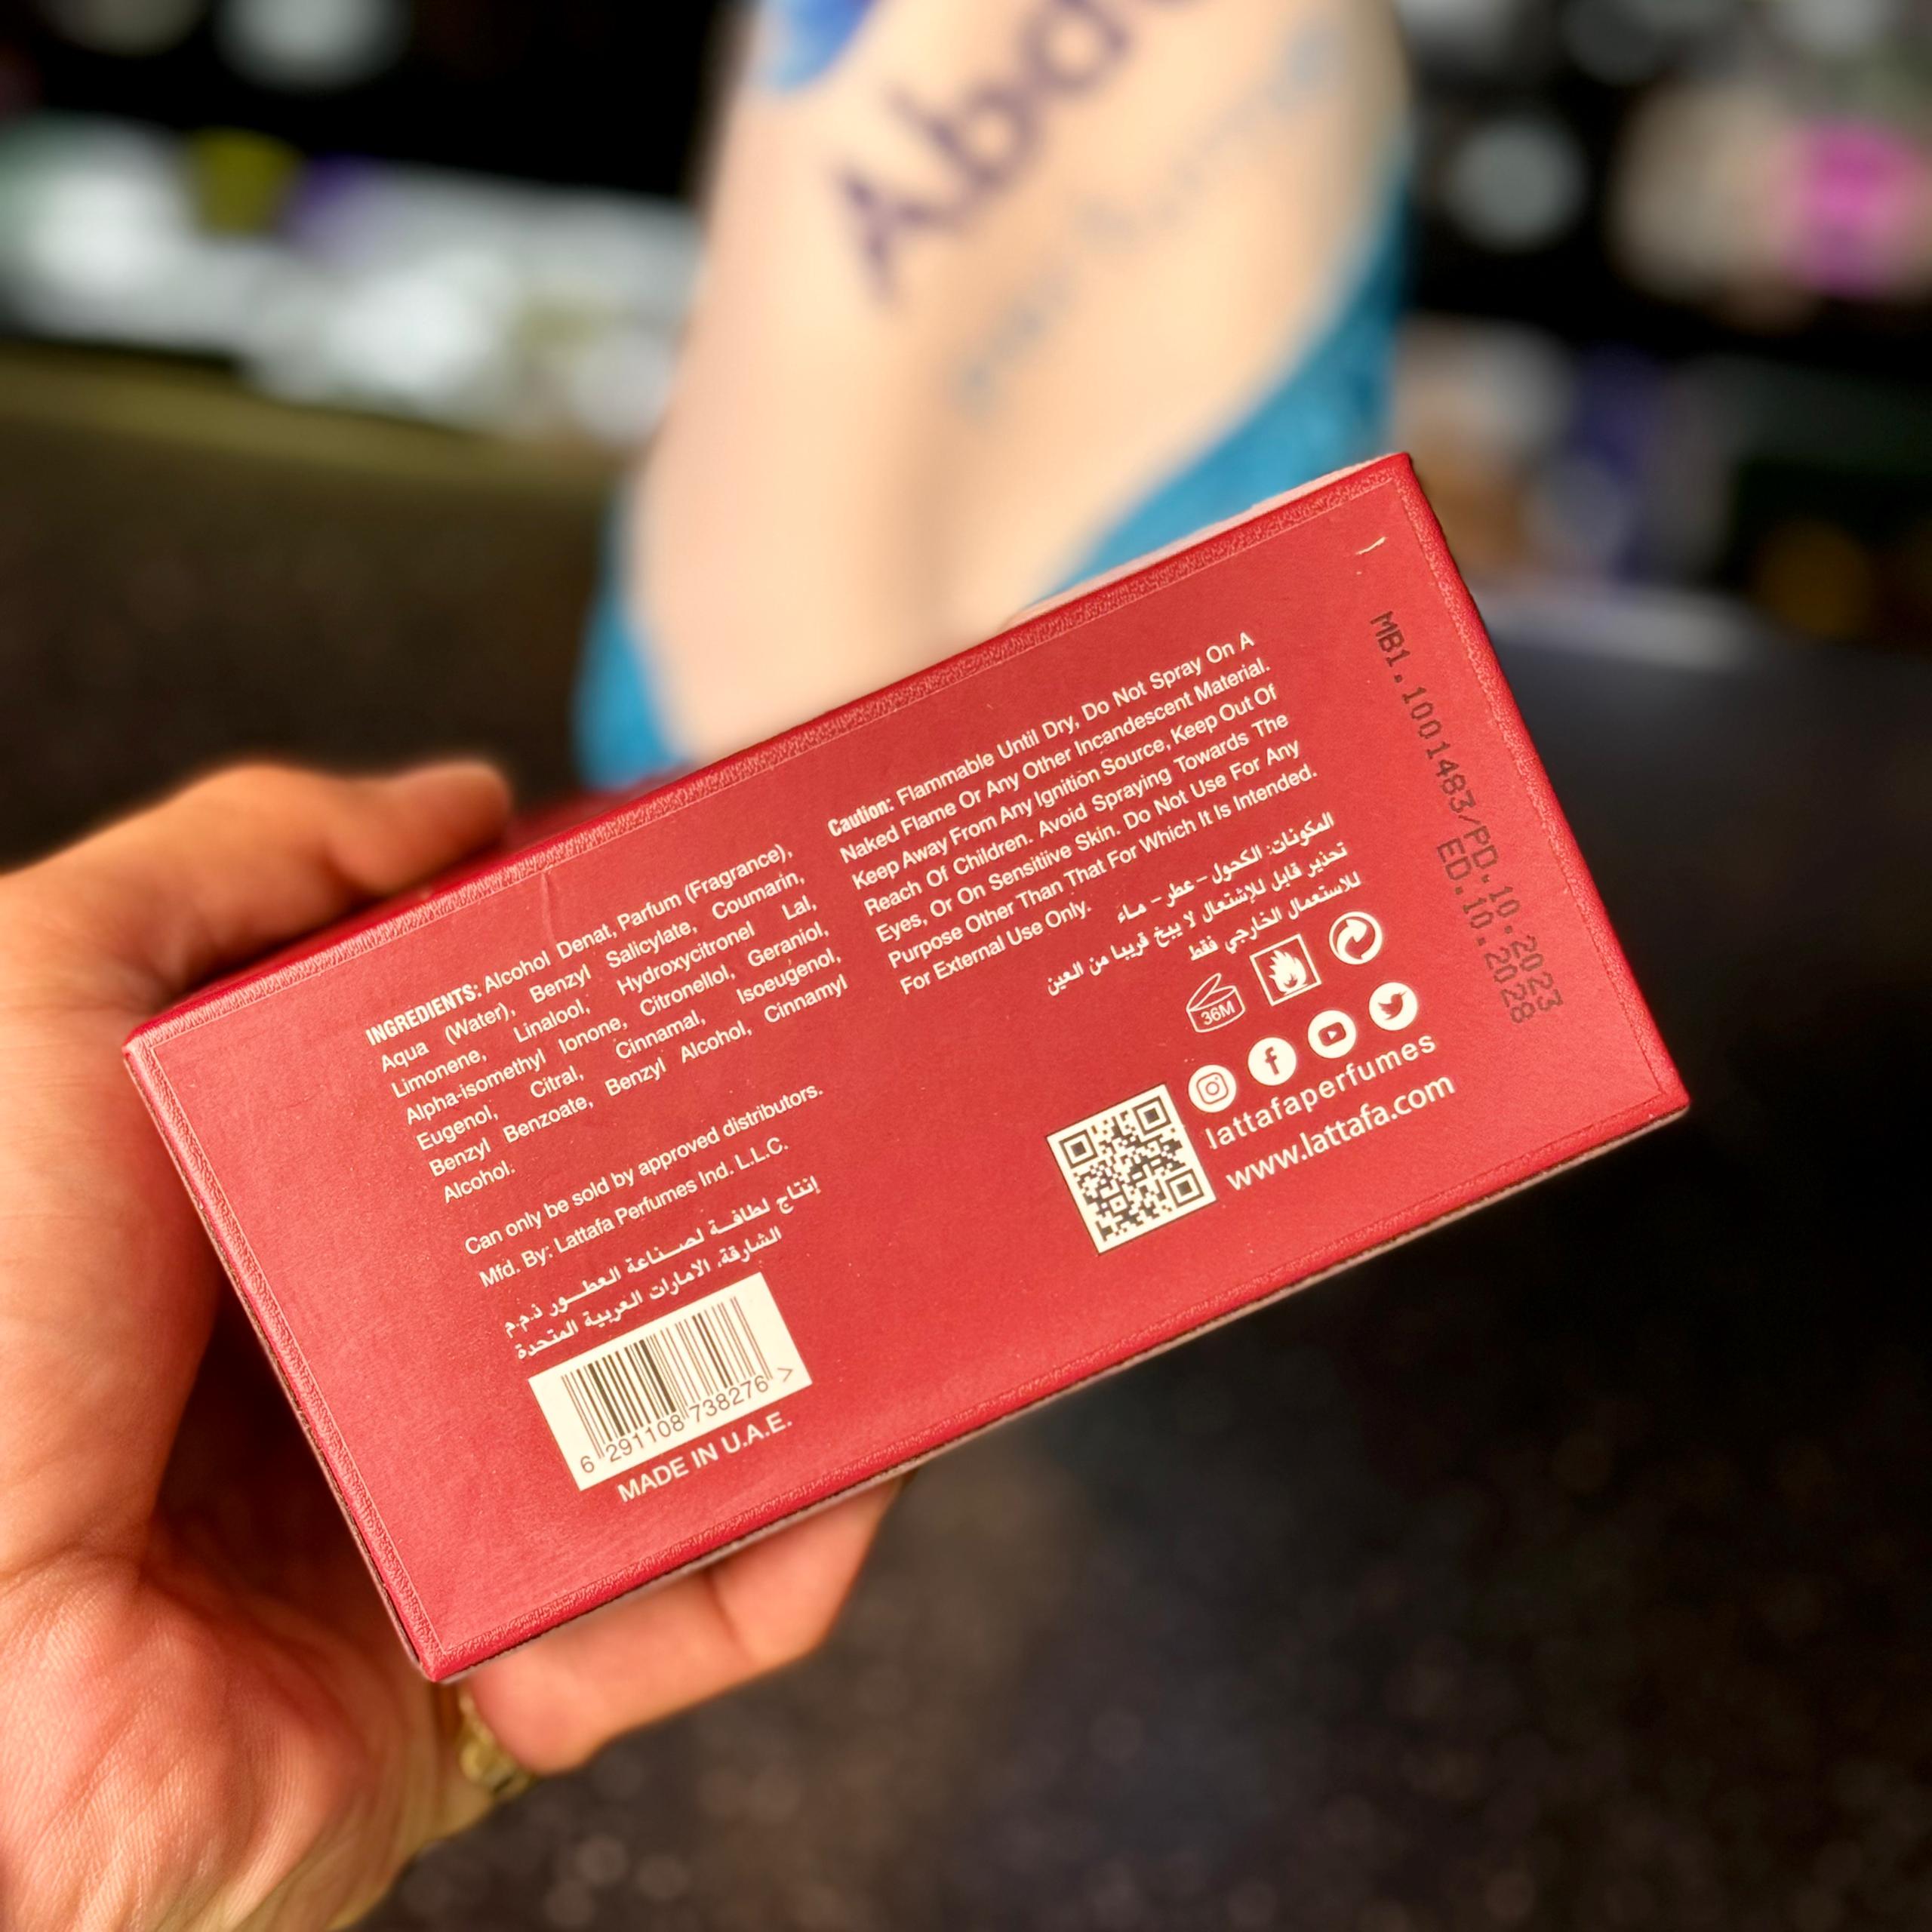 INGREDIENTS: Alcohol Denat, Parfum (Fragrance),
Aqua (Water), Benzyl Salicylate, Coumarin,
Limonene, Linalool, Hydroxycitronel Lal,
Alpha-isomethyl Ionone, Citronellol, Geraniol,
Eugenol, Citral, Cinnamal, Isoeugenol,
Benzyl Benzoate, Benzyl Alcohol, Cinnamyl
Alcohol.
Can only be sold by approved distributors.
Mfd. By: Lattafa Perfumes Ind. L.L.C.
إنتاج لطافة لصناعة العطور ذ.م.م
الشارقة، الامارات العربية المتحدة
6 291108 738276 >
MADE IN U.A.E.
Caution: Flammable Until Dry, Do Not Spray On A
Naked Flame Or Any Other Incandescent Material.
Keep Away From Any Ignition Source, Keep Out Of
Reach Of Children. Avoid Spraying Towards The
Eyes, Or On Sensitive Skin. Do Not Use For Any
Purpose Other Than That For Which It Is Intended.
For External Use Only.
المكونات: الكحول - عطر - ماء
تحذير قابل للإشتعال لا يبخ قريبا من العين
للاستعمال الخارجي فقط
36M
lattafaperfumes
www.lattafa.com
MB1.1001483/PD.10.2023
ED.10.2028